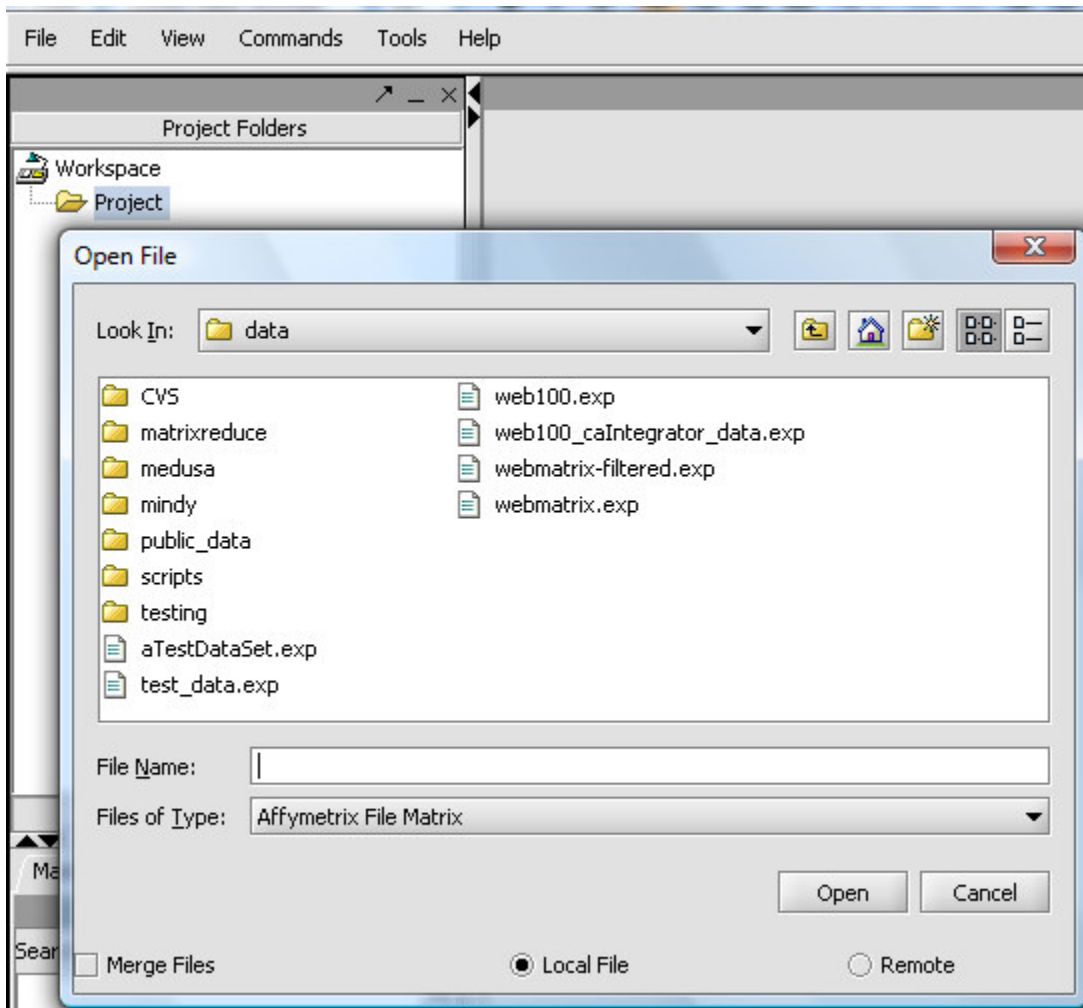 File Edit View Commands Tools Help
Project Folders
Workspace
Project
Open File
Look In: data
CVS
matrixreduce
medusa
mindy
public_data
scripts
testing
aTestDataSet.exp
test_data.exp
web100.exp
web100_caIntegrator_data.exp
webmatrix-filtered.exp
webmatrix.exp
File Name:
Files of Type: Affymetrix File Matrix
Open Cancel
Merge Files Local File Remote